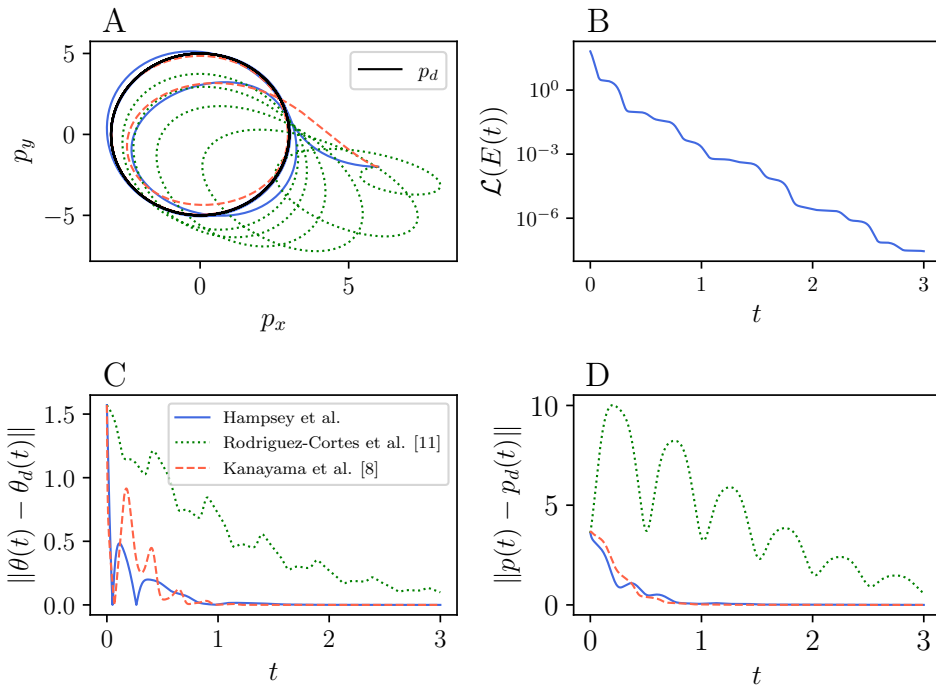 A
5
0
−5
p_y
p_d
0
5
p_x
B
10^0
10^{−3}
10^{−6}
ℒ(E(t))
0
1
2
3
t
C
1.5
1.0
0.5
0.0
||θ(t) − θ_d(t)||
Hampsey et al.
Rodriguez-Cortes et al. [11]
Kanayama et al. [8]
0
1
2
3
t
D
10
5
0
||p(t) − p_d(t)||
0
1
2
3
t